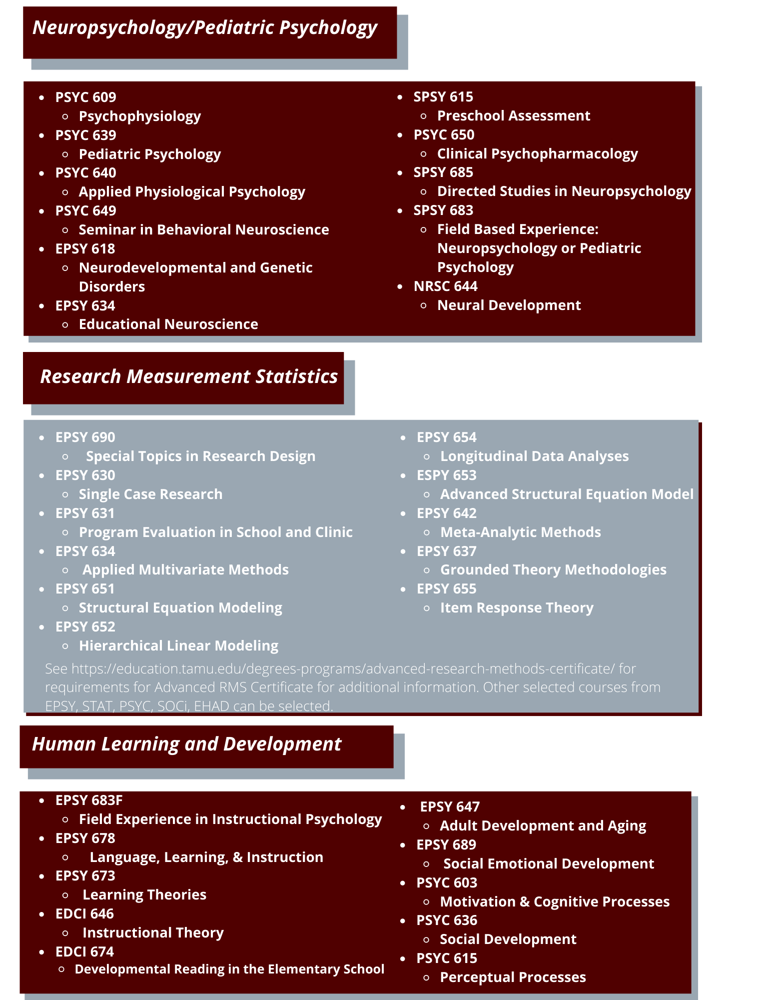 Neuropsychology/Pediatric Psychology
• PSYC 609
◦ Psychophysiology
• PSYC 639
◦ Pediatric Psychology
• PSYC 640
◦ Applied Physiological Psychology
• PSYC 649
◦ Seminar in Behavioral Neuroscience
• EPSY 618
◦ Neurodevelopmental and Genetic
Disorders
• EPSY 634
◦ Educational Neuroscience
• SPSY 615
◦ Preschool Assessment
• PSYC 650
◦ Clinical Psychopharmacology
• SPSY 685
◦ Directed Studies in Neuropsychology
• SPSY 683
◦ Field Based Experience:
Neuropsychology or Pediatric
Psychology
• NRSC 644
◦ Neural Development
Research Measurement Statistics
• EPSY 690
◦ Special Topics in Research Design
• EPSY 630
◦ Single Case Research
• EPSY 631
◦ Program Evaluation in School and Clinic
• EPSY 634
◦ Applied Multivariate Methods
• EPSY 651
◦ Structural Equation Modeling
• EPSY 652
◦ Hierarchical Linear Modeling
• EPSY 654
◦ Longitudinal Data Analyses
• ESPY 653
◦ Advanced Structural Equation Model
• EPSY 642
◦ Meta-Analytic Methods
• EPSY 637
◦ Grounded Theory Methodologies
• EPSY 655
◦ Item Response Theory
See https://education.tamu.edu/degrees-programs/advanced-research-methods-certificate/ for
requirements for Advanced RMS Certificate for additional information. Other selected courses from
EPSY, STAT, PSYC, SOCi, EHAD can be selected.
Human Learning and Development
• EPSY 683F
◦ Field Experience in Instructional Psychology
• EPSY 678
◦ Language, Learning, & Instruction
• EPSY 673
◦ Learning Theories
• EDCI 646
◦ Instructional Theory
• EDCI 674
◦ Developmental Reading in the Elementary School
• EPSY 647
◦ Adult Development and Aging
• EPSY 689
◦ Social Emotional Development
• PSYC 603
◦ Motivation & Cognitive Processes
• PSYC 636
◦ Social Development
• PSYC 615
◦ Perceptual Processes